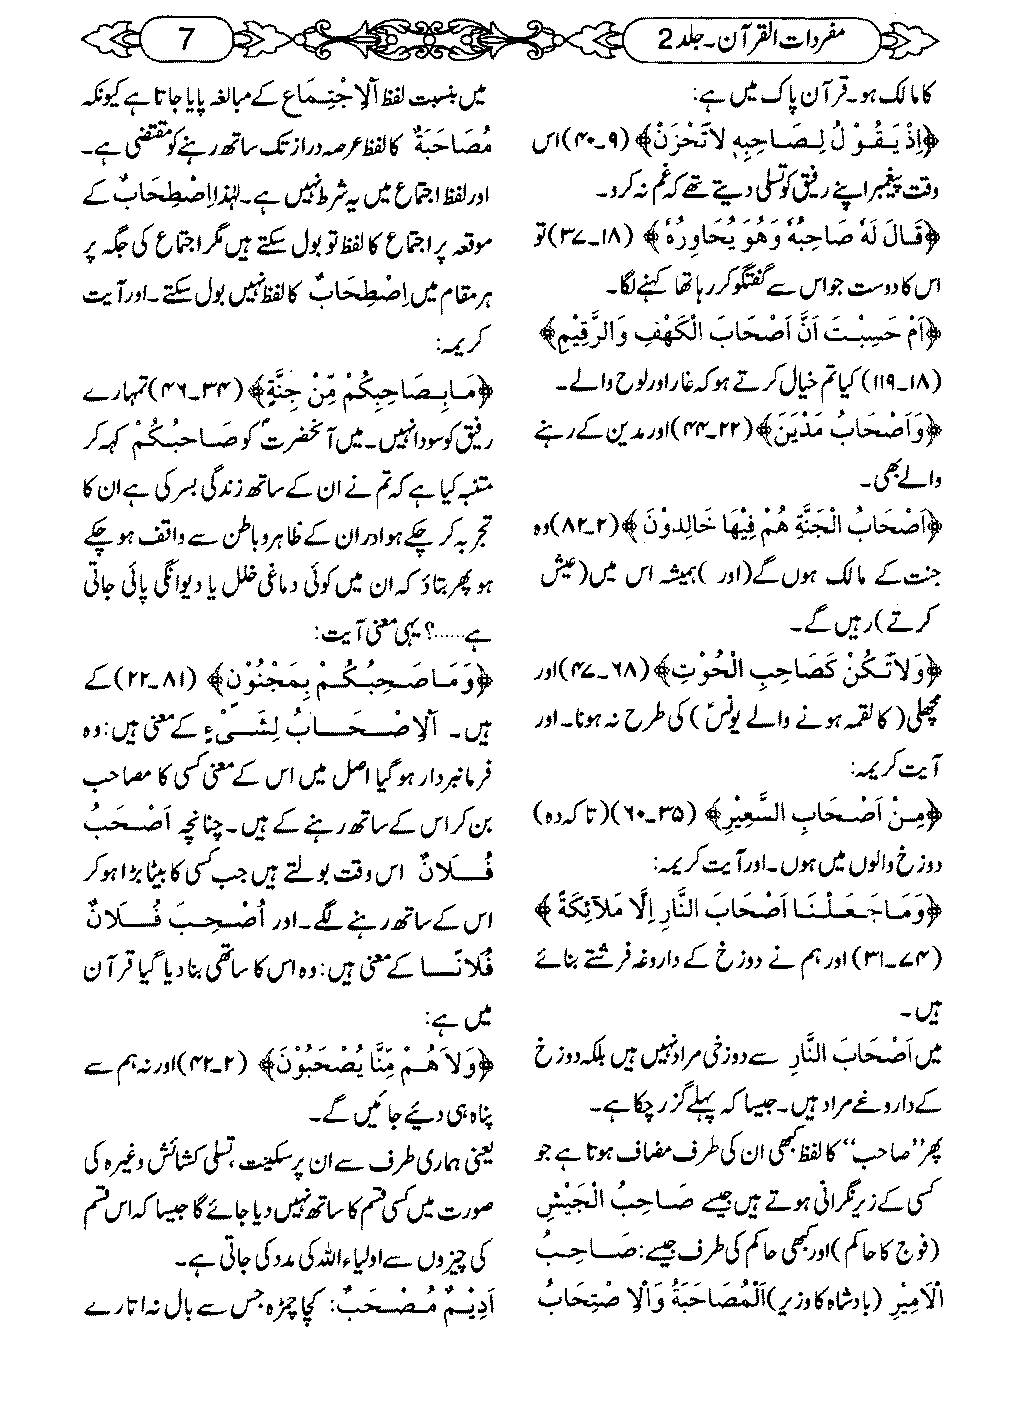 مفردات القرآن۔ جلد 2
7
کا مالک ہو۔ قرآن پاک میں ہے:
﴿اِذْ یَقُوْلُ لِصَاحِبِهٖ لَا تَحْزَنْ﴾ (۹۔۴۰) اس
وقت پیغمبر اپنے رفیق کو تسلی دیتے تھے کہ غم نہ کرو۔
﴿قَالَ لَهٗ صَاحِبُهٗ وَهُوَ یُحَاوِرُهٗ﴾ (۱۸۔۳۷) تو
اس کا دوست جو اس سے گفتگو کر رہا تھا کہنے لگا۔
﴿اَمْ حَسِبْتَ اَنَّ اَصْحَابَ الْکَهْفِ وَالرَّقِیْمِ﴾
(۱۸۔۱۱۹) کیا تم خیال کرتے ہو کہ غار اور لوح والے۔
﴿وَاَصْحَابُ مَدْیَنَ﴾ (۲۲۔۴۴) اور مدین کے رہنے
والے بھی۔
﴿اَصْحَابُ الْجَنَّةِ هُمْ فِیْهَا خَالِدُوْنَ﴾ (۲۔۸۲) وہ
جنت کے مالک ہوں گے (اور) ہمیشہ اس میں (عیش
کرتے) رہیں گے۔
﴿وَلَا تَکُنْ کَصَاحِبِ الْحُوْتِ﴾ (۶۸۔۴۷) اور
مچھلی (کا لقمہ ہونے والے یونسؑ) کی طرح نہ ہونا۔ اور
آیت کریمہ:
﴿مِنْ اَصْحَابِ السَّعِیْرِ﴾ (۳۵۔۶۰) (تاکہ وہ)
دوزخ والوں میں ہوں۔ اور آیت کریمہ:
﴿وَمَا جَعَلْنَا اَصْحَابَ النَّارِ اِلَّا مَلَآئِکَةً﴾
(۷۴۔۳۱) اور ہم نے دوزخ کے داروغہ فرشتے بنائے
ہیں۔
میں اَصْحَابَ النَّارِ سے دوزخی مراد نہیں ہیں بلکہ دوزخ
کے داروغے مراد ہیں۔ جیسا کہ پہلے گزر چکا ہے۔
پھر ”صاحب“ کا لفظ کبھی ان کی طرف مضاف ہوتا ہے جو
کسی کے زیر نگرانی ہوتے ہیں جیسے صَاحِبُ الْجَیْشِ
(فوج کا حاکم) اور کبھی حاکم کی طرف جیسے: صَاحِبُ
الْاَمِیْرِ (بادشاہ کا وزیر) اَلْمُصَاحَبَةُ وَالْاِصْتِحَابُ
میں بنسبت لفظ اَلْاِجْتِمَاع کے مبالغہ پایا جاتا ہے کیونکہ
مُصَاحَبَةٌ کا لفظ عرصہ دراز تک ساتھ رہنے کو مقتضی ہے۔
اور لفظ اجتماع میں یہ شرط نہیں ہے۔ لہٰذا اِصْطِحَابٌ کے
موقعہ پر اجتماع کا لفظ تو بول سکتے ہیں مگر اجتماع کی جگہ پر
ہر مقام میں اِصْطِحَابٌ کا لفظ نہیں بول سکتے۔ اور آیت
کریمہ:
﴿مَا بِصَاحِبِکُمْ مِّنْ جِنَّةٍ﴾ (۳۴۔۴۶) تمہارے
رفیق کو سودا نہیں۔ میں آنحضرتؐ کو صَاحِبُکُمْ کہہ کر
متنبہ کیا ہے کہ تم نے ان کے ساتھ زندگی بسر کی ہے ان کا
تجربہ کر چکے ہو اور ان کے ظاہر و باطن سے واقف ہو چکے
ہو پھر بتاؤ کہ ان میں کوئی دماغی خلل یا دیوانگی پائی جاتی
ہے.....؟ یہی معنی آیت:
﴿وَمَا صَاحِبُکُمْ بِمَجْنُوْنٍ﴾ (۸۱۔۲۲) کے
ہیں۔ اَلْاِصْحَابُ لِشَیْءٍ کے معنی ہیں: وہ
فرمانبردار ہو گیا اصل میں اس کے معنی کسی کا مصاحب
بن کر اس کے ساتھ رہنے کے ہیں۔ چنانچہ اَصْحَبُ
فُلَانٌ اس وقت بولتے ہیں جب کسی کا بیٹا بڑا ہو کر
اس کے ساتھ رہنے لگے۔ اور اُصْحِبَ فُلَانٌ
فُلَانًا کے معنی ہیں: وہ اس کا ساتھی بنا دیا گیا قرآن
میں ہے:
﴿وَلَا هُمْ مِّنَّا یُصْحَبُوْنَ﴾ (۲۔۴۲) اور نہ ہم سے
پناہ ہی دیئے جائیں گے۔
یعنی ہماری طرف سے ان پر سکینت، تسلی کشائش وغیرہ کی
صورت میں کسی قسم کا ساتھ نہیں دیا جائے گا جیسا کہ اس قسم
کی چیزوں سے اولیاء اللہ کی مدد کی جاتی ہے۔
اَدِیْمٌ مُصْحَبٌ: کچا چمڑہ جس سے بال نہ اتارے